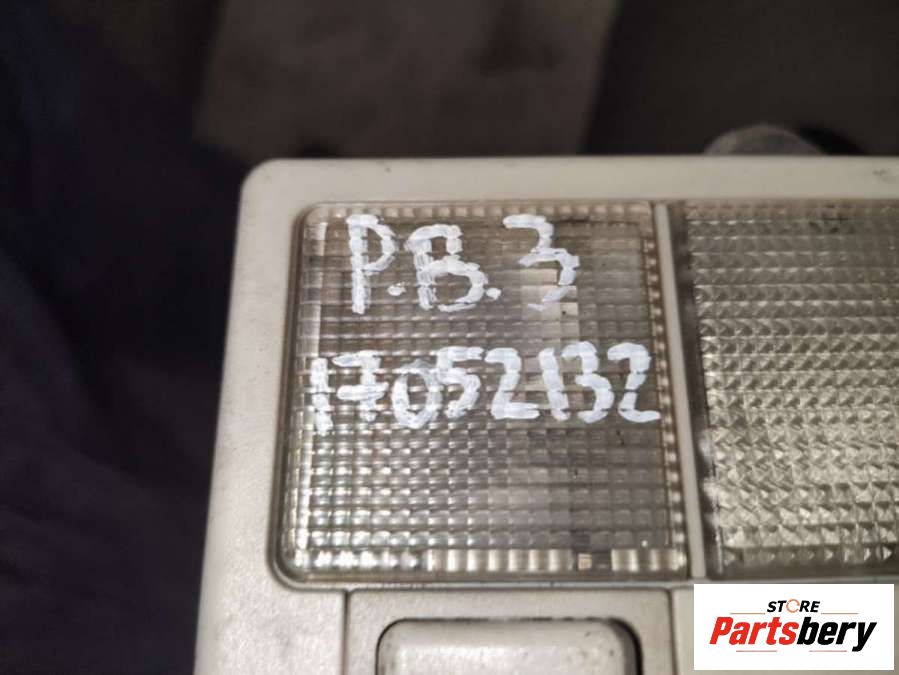 P.B.3
17052132
STORE
Partsbery